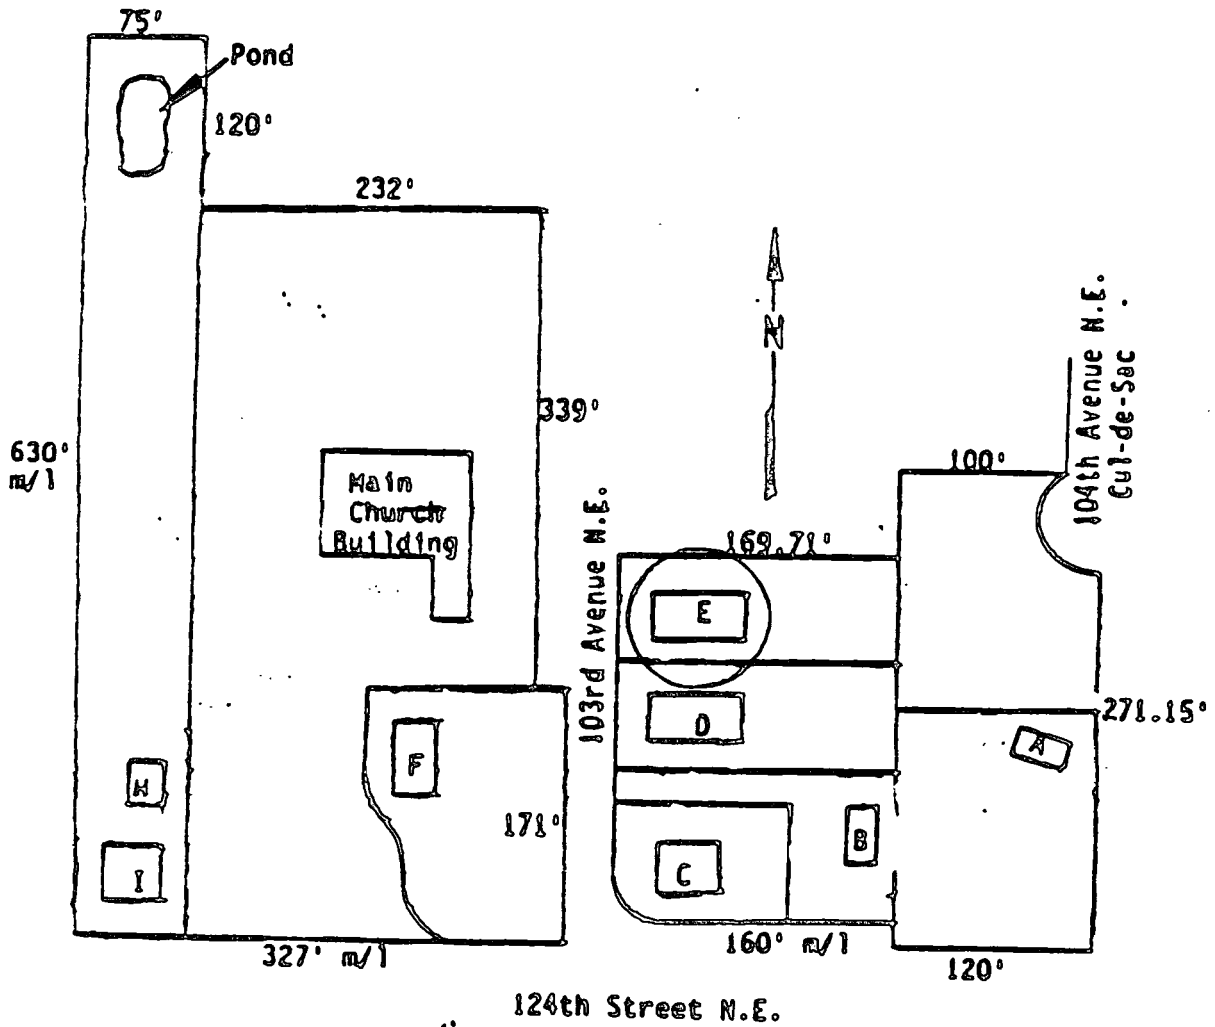 75'
Pond
120'
232'
N
104th Avenue N.E.
Cul-de-Sac
339'
630'
m/l
100'
Main
Church
Building
103rd Avenue N.E.
169.71'
E
D
271.15'
A
F
H
171'
B
C
I
327' m/l
160' m/l
120'
124th Street N.E.